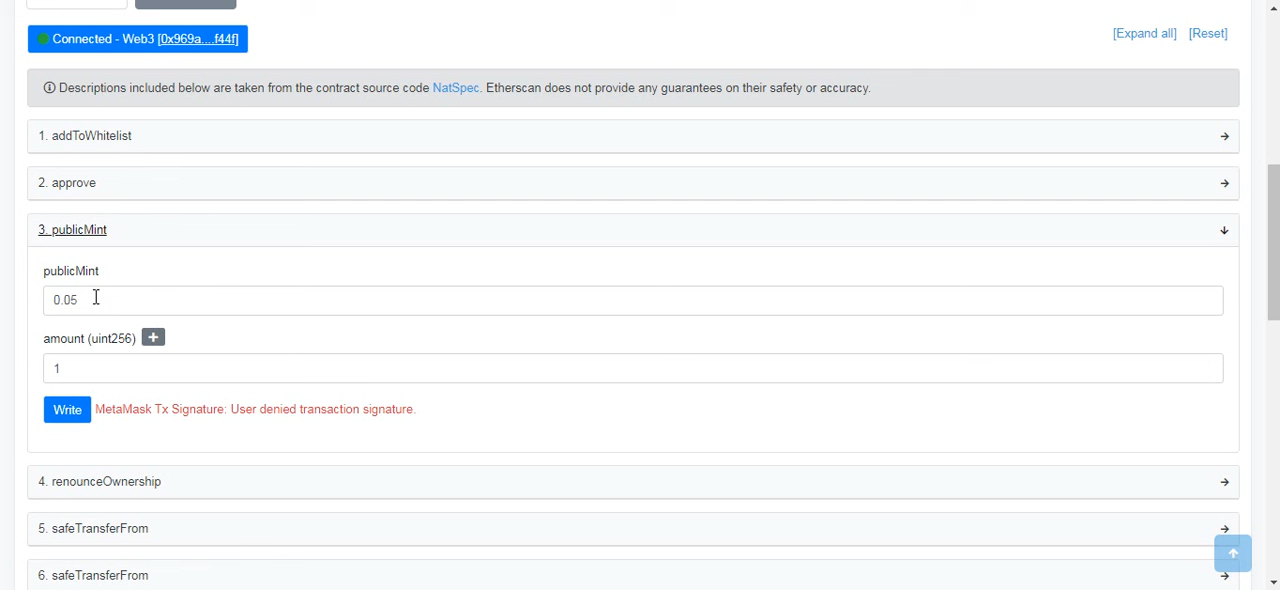 Connected - Web3 [0x969a....f44f]
[Expand all] [Reset]
Descriptions included below are taken from the contract source code NatSpec. Etherscan does not provide any guarantees on their safety or accuracy.
1. addToWhitelist
2. approve
3. publicMint
publicMint
0.05
amount (uint256)
1
Write MetaMask Tx Signature: User denied transaction signature.
4. renounceOwnership
5. safeTransferFrom
6. safeTransferFrom